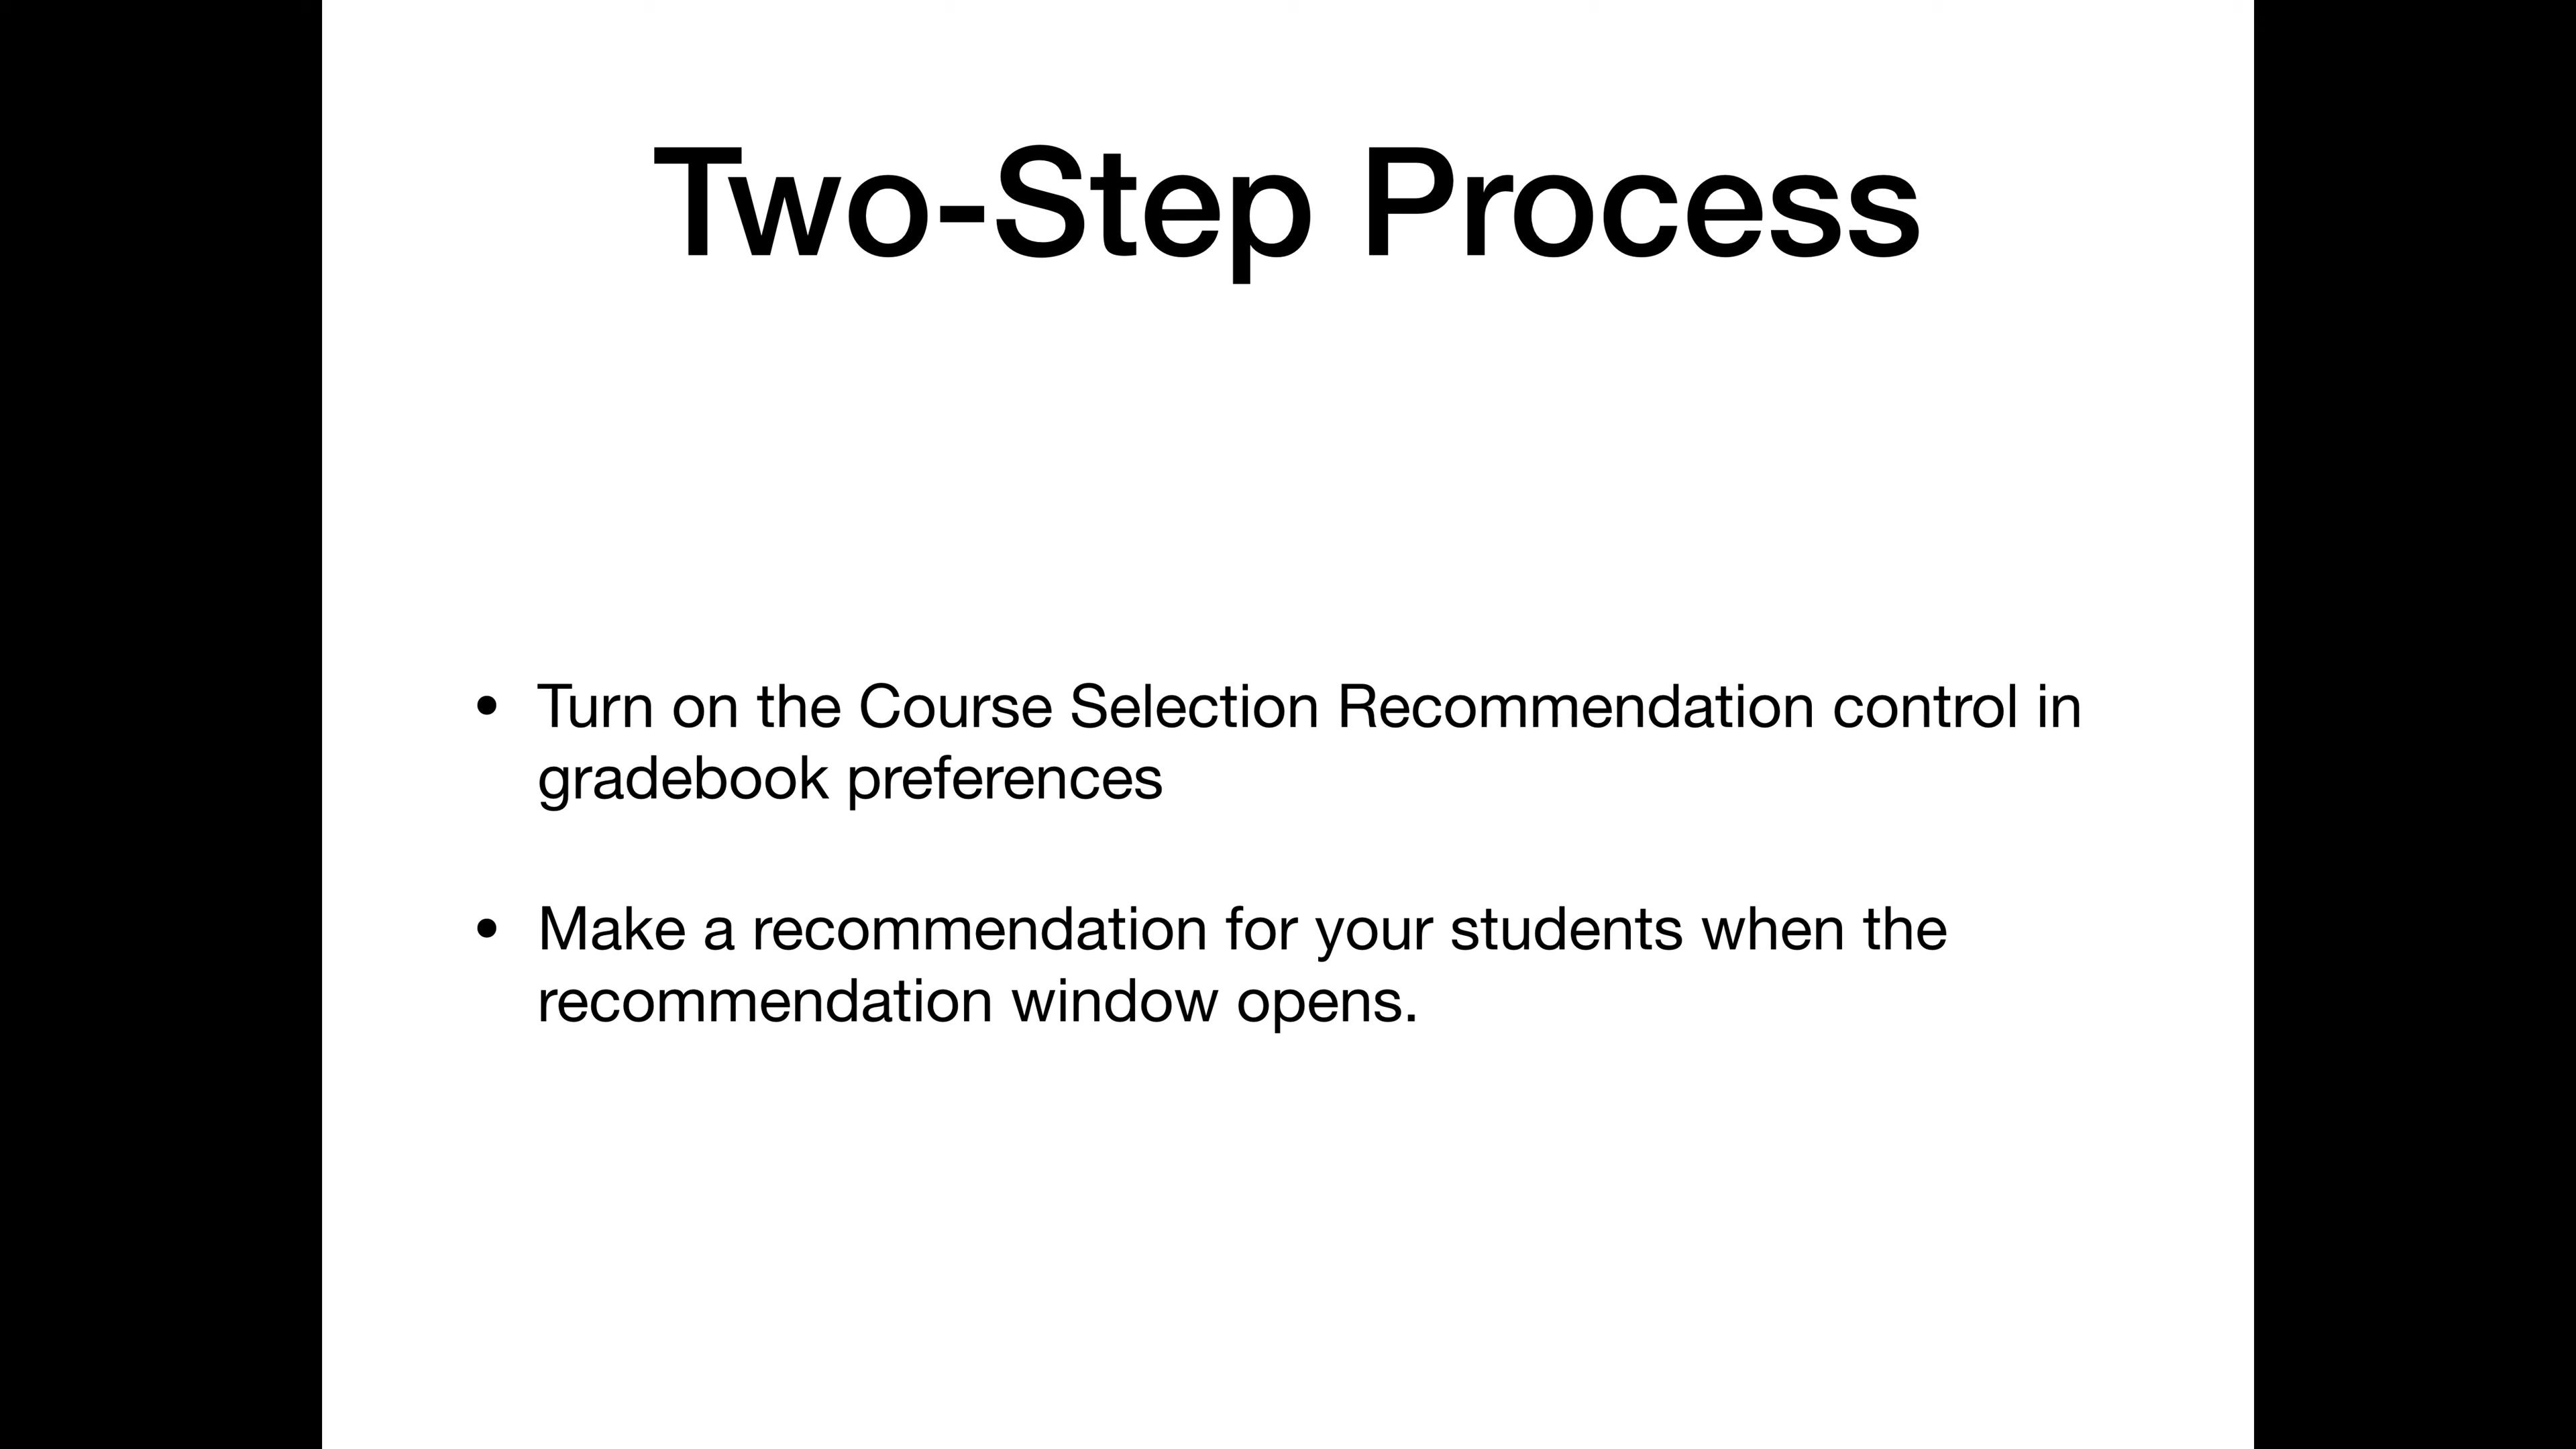 Two-Step Process
• Turn on the Course Selection Recommendation control in
gradebook preferences
• Make a recommendation for your students when the
recommendation window opens.